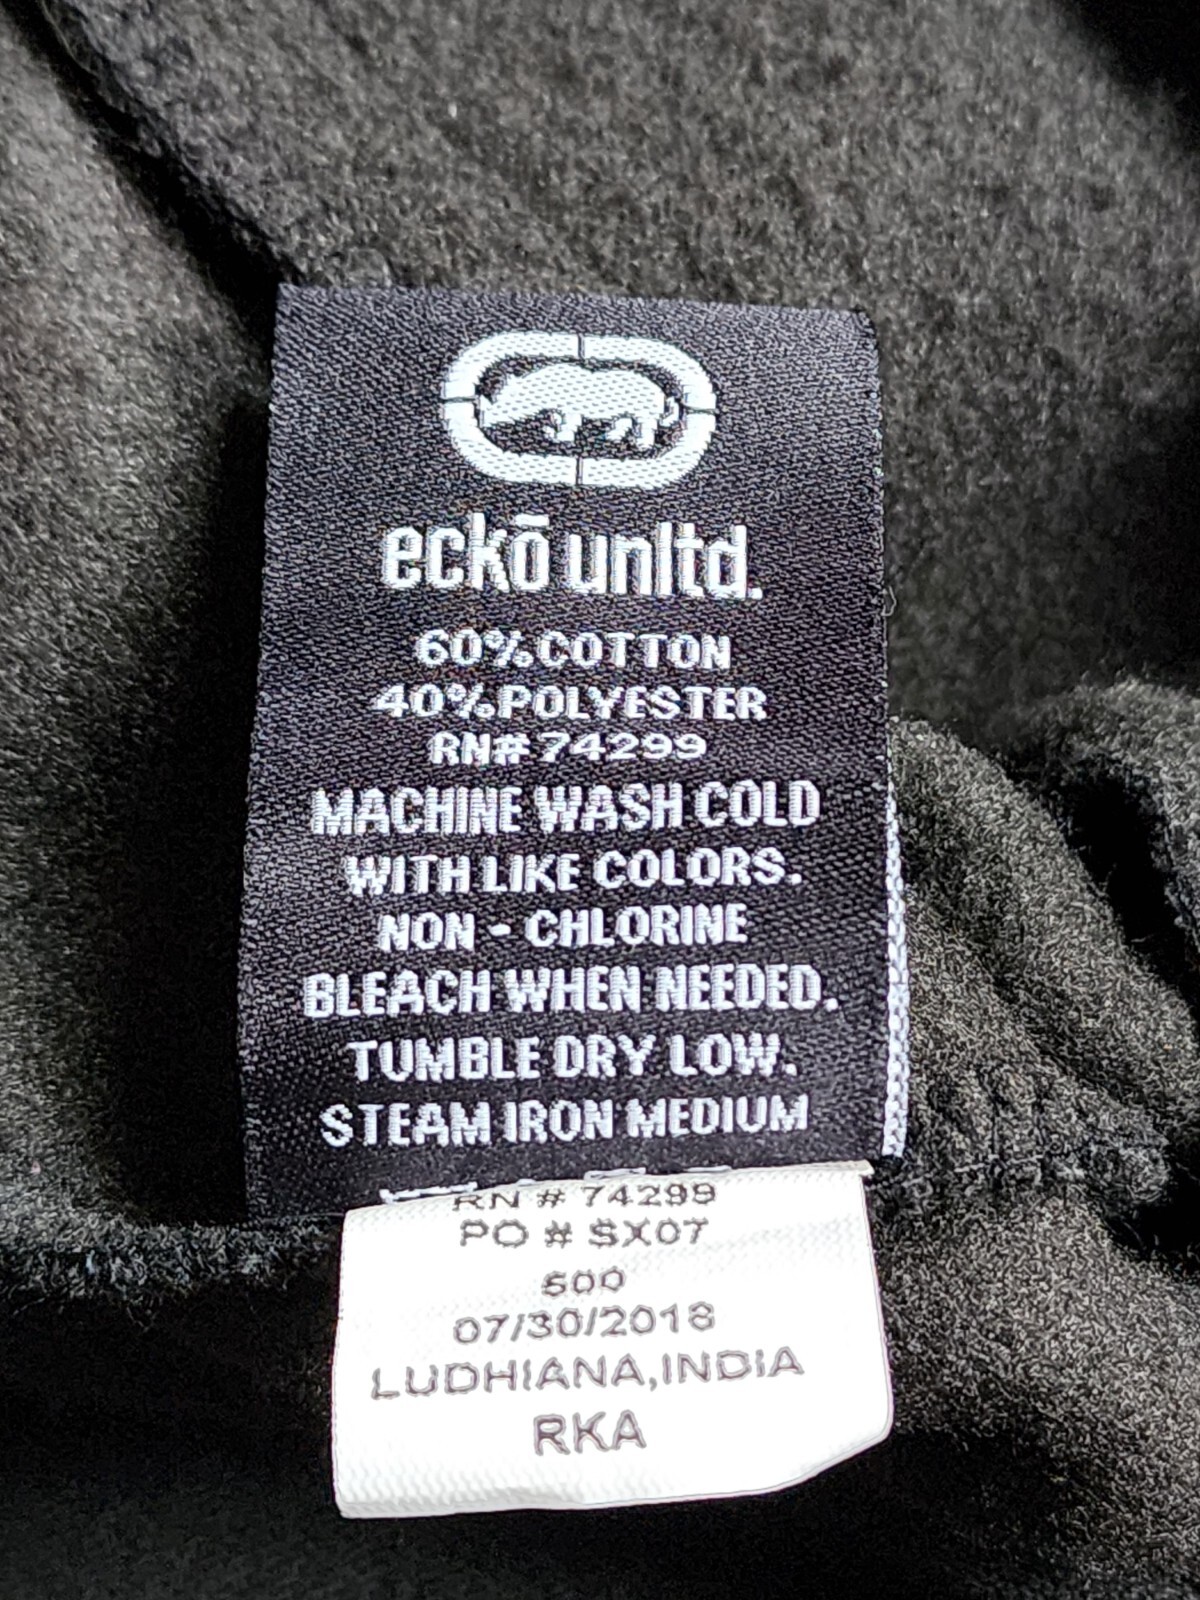 eckō unltd.
60% COTTON
40% POLYESTER
RN# 74299
MACHINE WASH COLD
WITH LIKE COLORS.
NON - CHLORINE
BLEACH WHEN NEEDED.
TUMBLE DRY LOW.
STEAM IRON MEDIUM
RN # 74299
PO # SX07
500
07/30/2018
LUDHIANA,INDIA
RKA